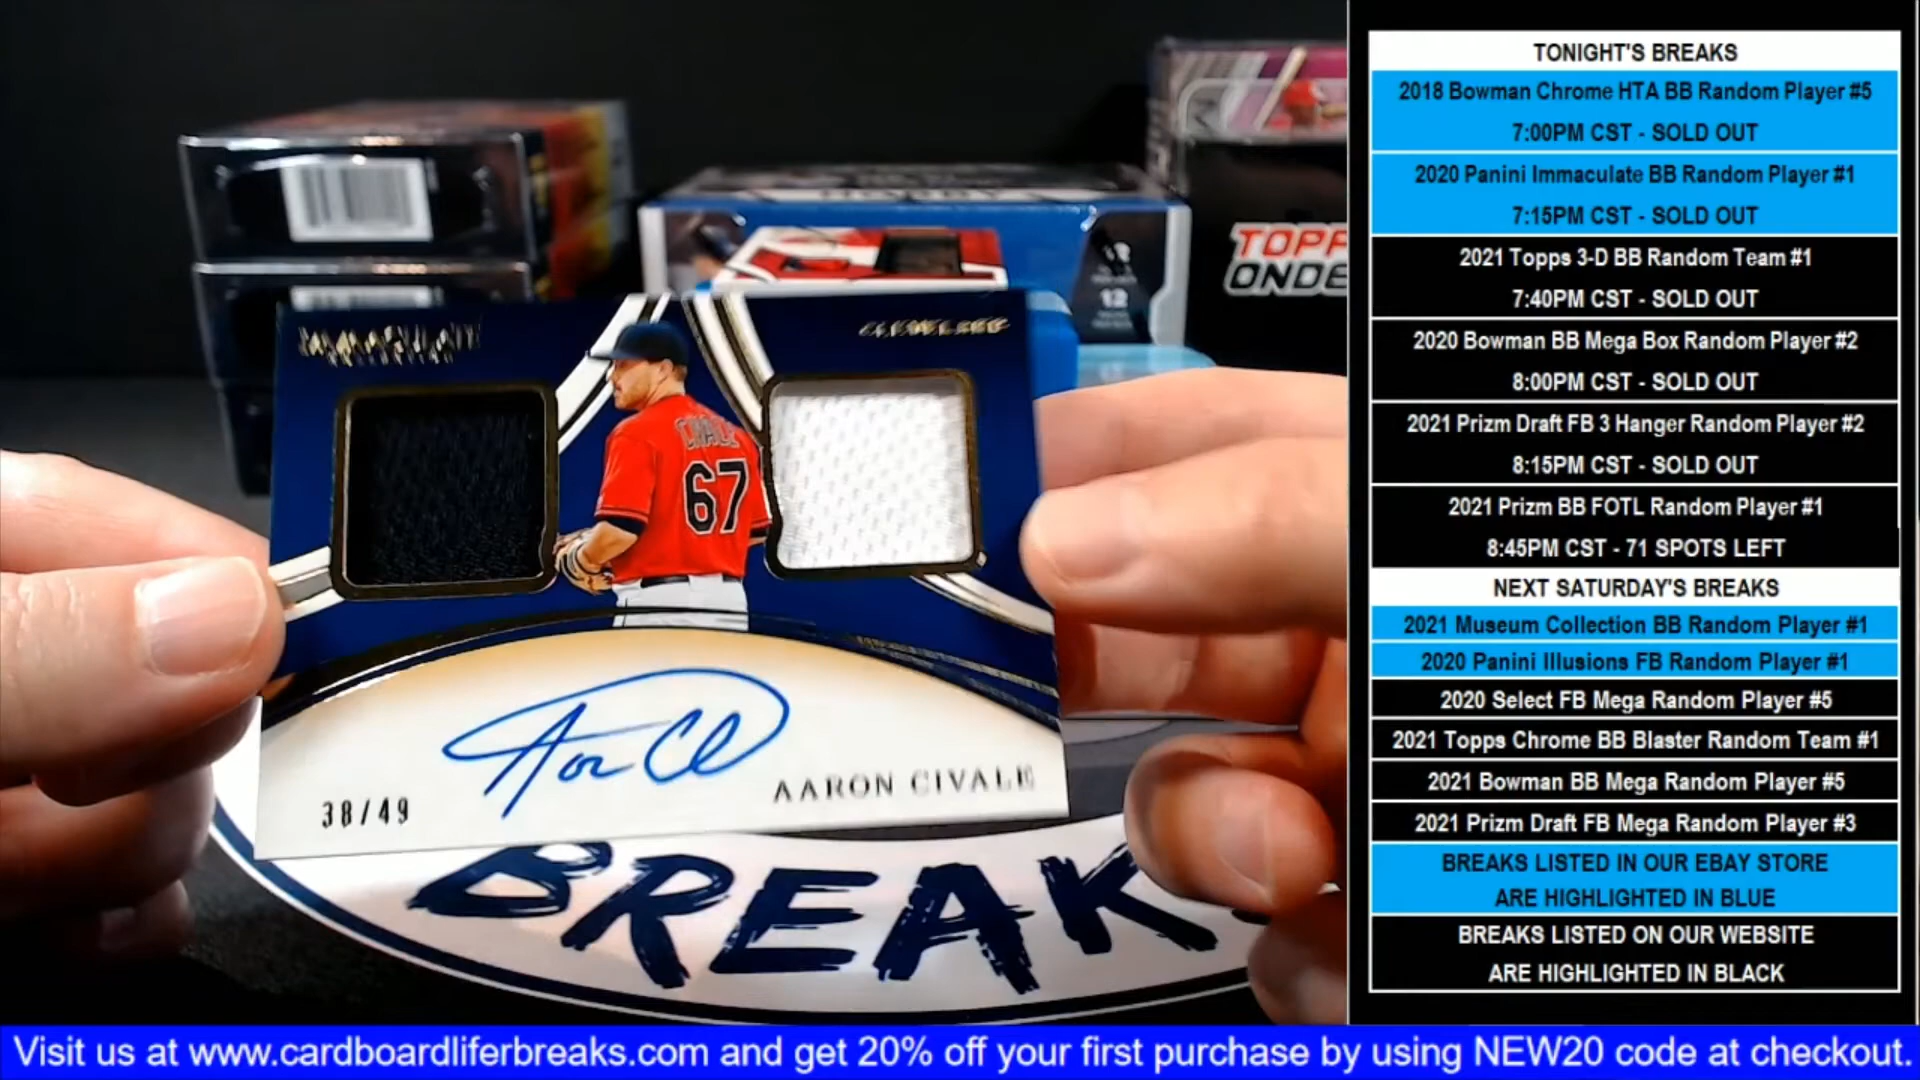 TONIGHT'S BREAKS
2018 Bowman Chrome HTA BB Random Player #5
7:00PM CST - SOLD OUT
2020 Panini Immaculate BB Random Player #1
7:15PM CST - SOLD OUT
2021 Topps 3-D BB Random Team #1
7:40PM CST - SOLD OUT
2020 Bowman BB Mega Box Random Player #2
8:00PM CST - SOLD OUT
2021 Prizm Draft FB 3 Hanger Random Player #2
8:15PM CST - SOLD OUT
2021 Prizm BB FOTL Random Player #1
8:45PM CST - 71 SPOTS LEFT
NEXT SATURDAY'S BREAKS
2021 Museum Collection BB Random Player #1
2020 Panini Illusions FB Random Player #1
2020 Select FB Mega Random Player #5
2021 Topps Chrome BB Blaster Random Team #1
2021 Bowman BB Mega Random Player #5
2021 Prizm Draft FB Mega Random Player #3
BREAKS LISTED IN OUR EBAY STORE
ARE HIGHLIGHTED IN BLUE
BREAKS LISTED ON OUR WEBSITE
ARE HIGHLIGHTED IN BLACK
12
CLEVELAND
67
38/49
AARON CIVALE
BREAK
Visit us at www.cardboardliferbreaks.com and get 20% off your first purchase by using NEW20 code at checkout.